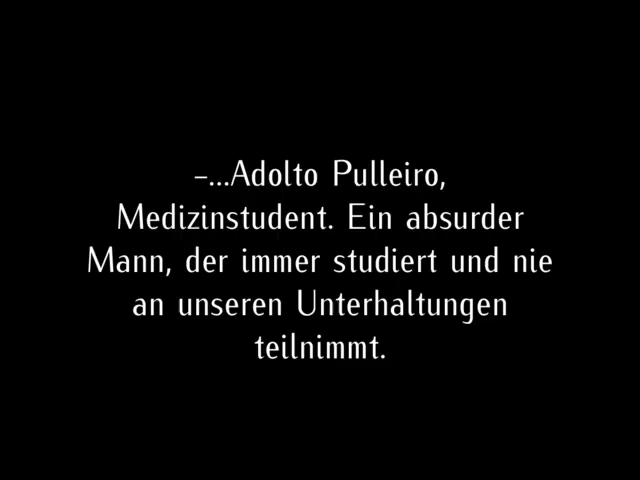 –...Adolto Pulleiro,
Medizinstudent. Ein absurder
Mann, der immer studiert und nie
an unseren Unterhaltungen
teilnimmt.